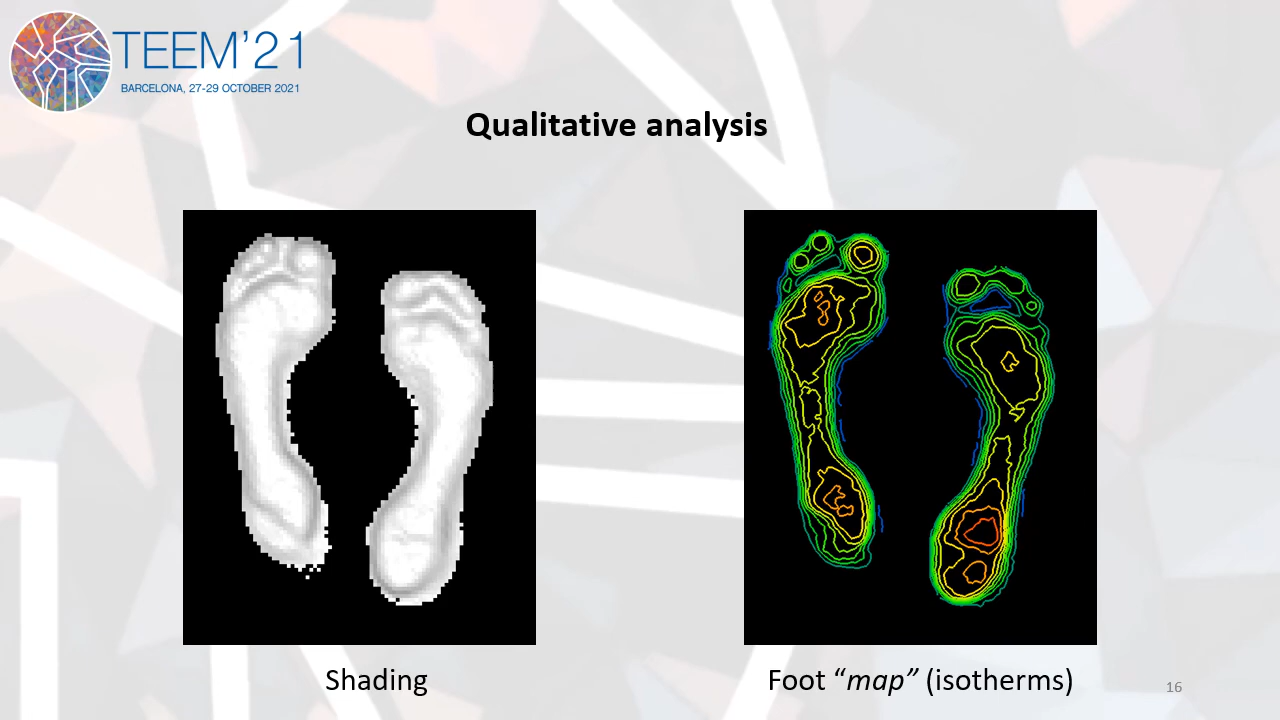 TEEM'21
BARCELONA, 27-29 OCTOBER 2021
Qualitative analysis
Shading
Foot “map” (isotherms)
16